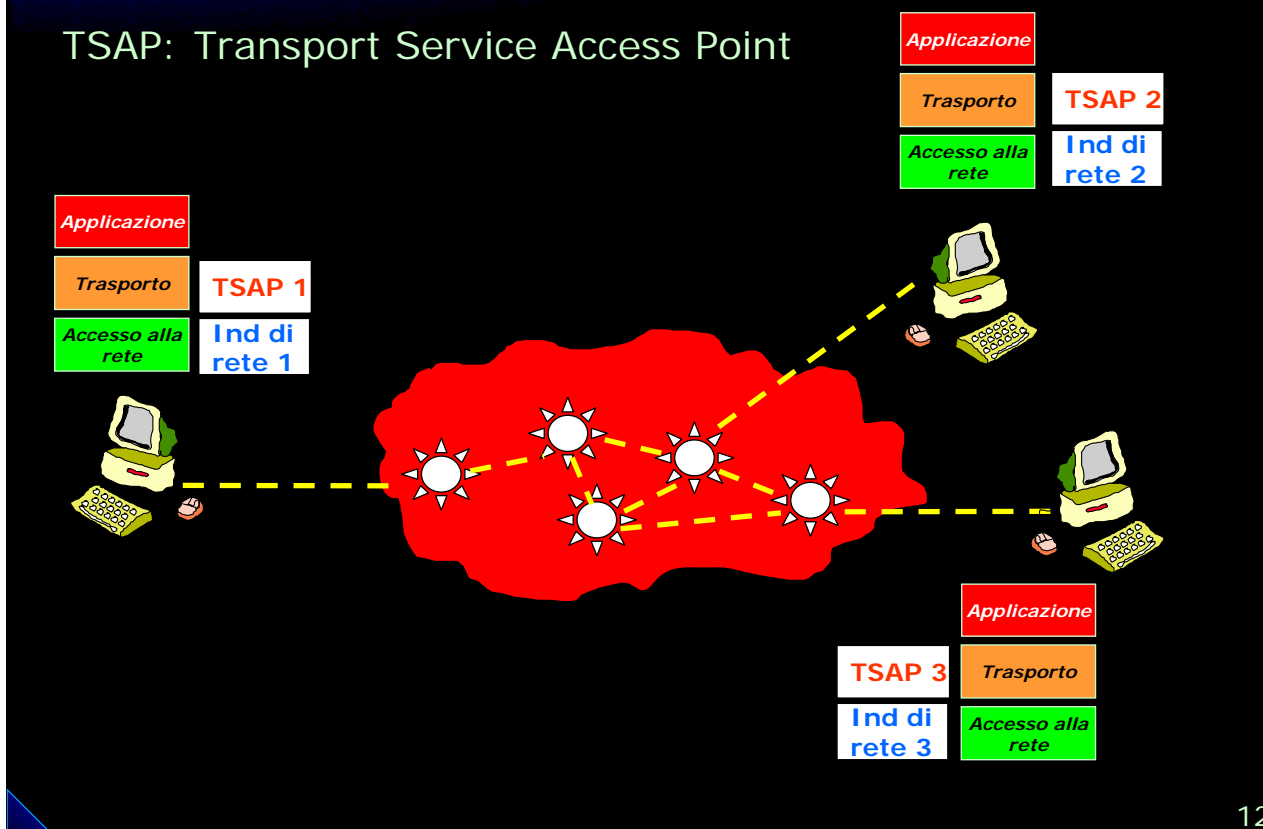 TSAP: Transport Service Access Point
Applicazione
Trasporto
TSAP 2
Accesso alla
rete
Ind di
rete 2
Applicazione
Trasporto
TSAP 1
Accesso alla
rete
Ind di
rete 1
Applicazione
TSAP 3
Trasporto
Ind di
rete 3
Accesso alla
rete
12